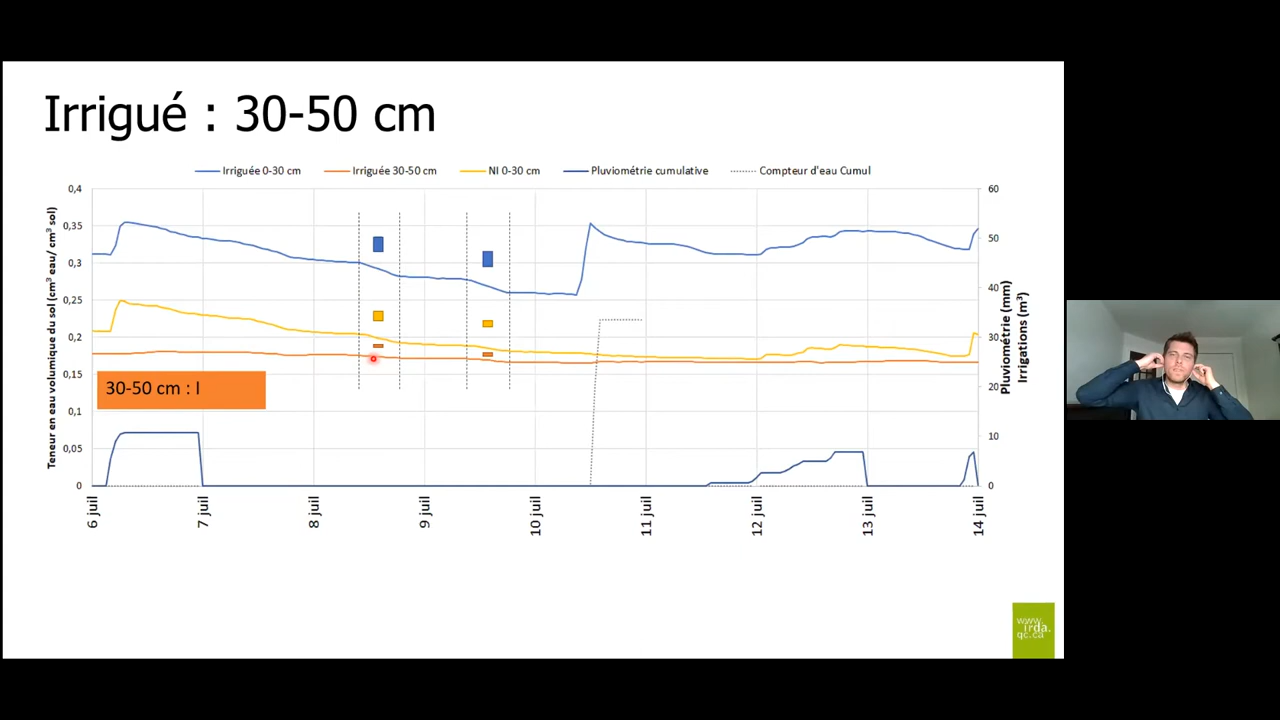 Irrigué : 30-50 cm
Irriguée 0-30 cm
Irriguée 30-50 cm
NI 0-30 cm
Pluviométrie cumulative
Compteur d'eau Cumul
Teneur en eau volumique du sol (cm³ eau/ cm³ sol)
0,4
0,35
0,3
0,25
0,2
0,15
0,1
0,05
0
60
50
40
30
20
10
0
Pluviométrie (mm)
Irrigations (m³)
30-50 cm : I
6 juil
7 juil
8 juil
9 juil
10 juil
11 juil
12 juil
13 juil
14 juil
www.
irda.
qc.ca